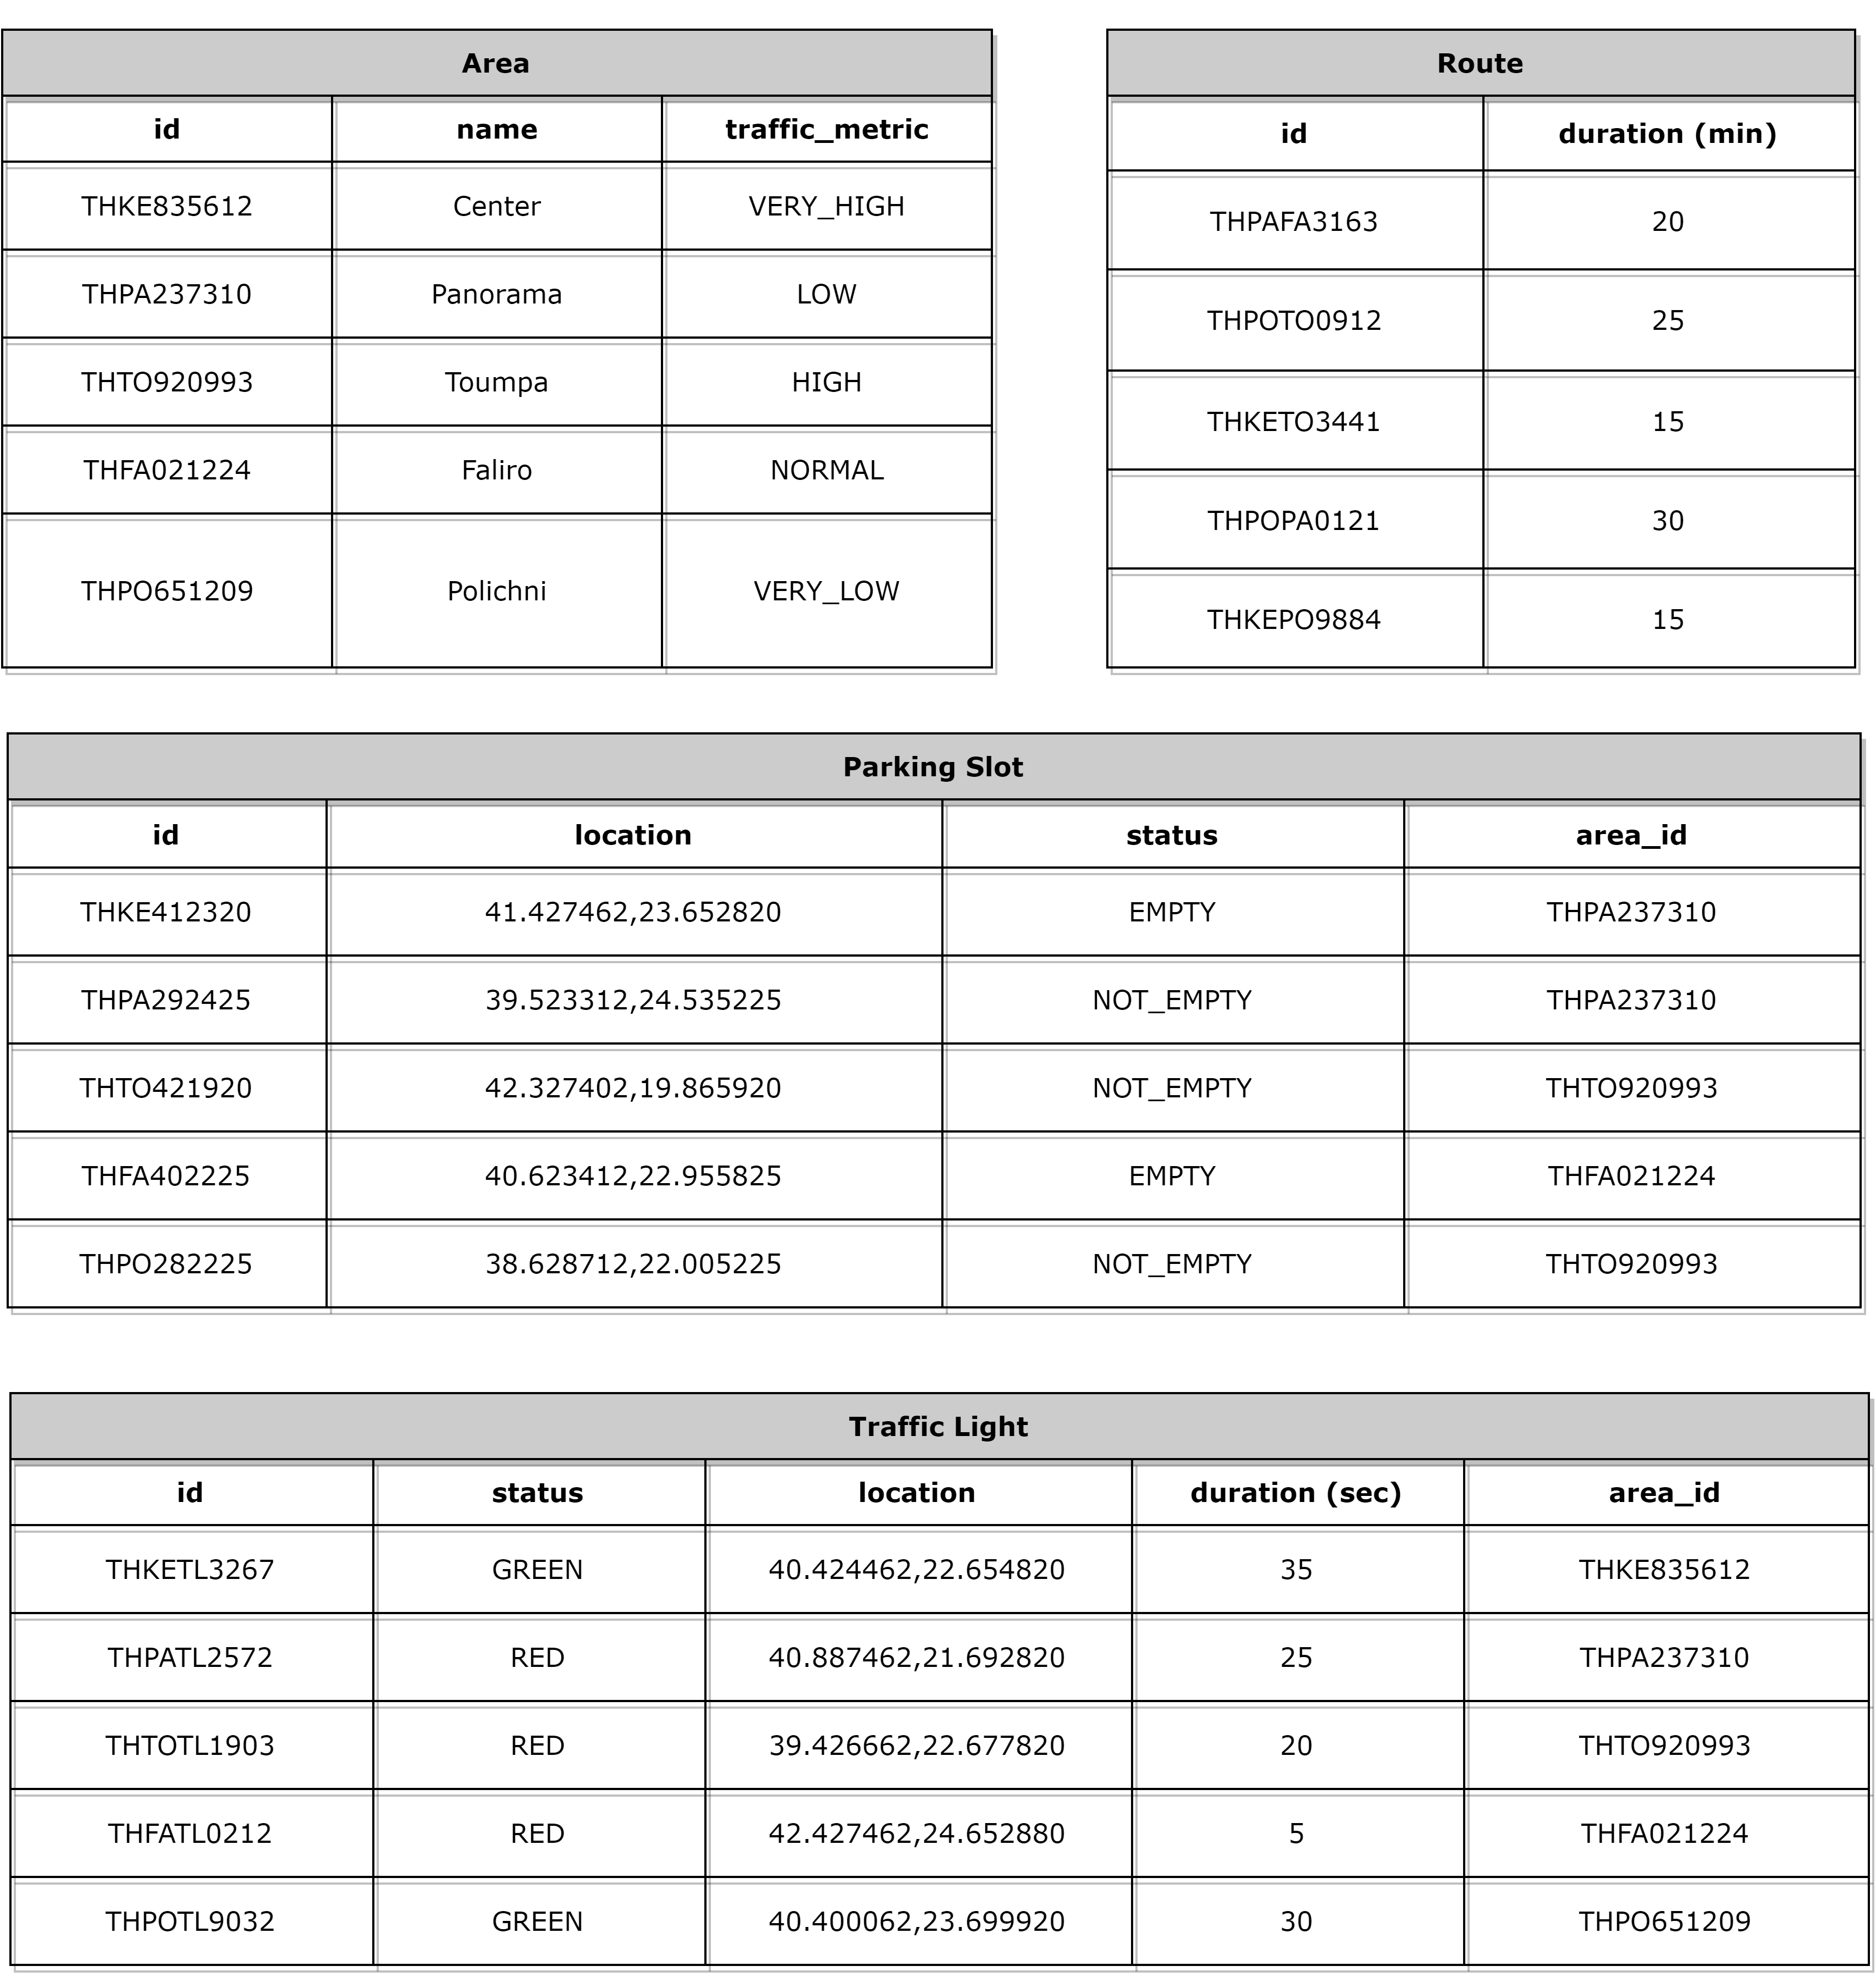 Area
id name traffic_metric
THKE835612 Center VERY_HIGH
THPA237310 Panorama LOW
THTO920993 Toumpa HIGH
THFA021224 Faliro NORMAL
THPO651209 Polichni VERY_LOW
Route
id duration (min)
THPAFA3163 20
THPOTO0912 25
THKETO3441 15
THPOPA0121 30
THKEPO9884 15
Parking Slot
id location status area_id
THKE412320 41.427462,23.652820 EMPTY THPA237310
THPA292425 39.523312,24.535225 NOT_EMPTY THPA237310
THTO421920 42.327402,19.865920 NOT_EMPTY THTO920993
THFA402225 40.623412,22.955825 EMPTY THFA021224
THPO282225 38.628712,22.005225 NOT_EMPTY THTO920993
Traffic Light
id status location duration (sec) area_id
THKETL3267 GREEN 40.424462,22.654820 35 THKE835612
THPATL2572 RED 40.887462,21.692820 25 THPA237310
THTOTL1903 RED 39.426662,22.677820 20 THTO920993
THFATL0212 RED 42.427462,24.652880 5 THFA021224
THPOTL9032 GREEN 40.400062,23.699920 30 THPO651209